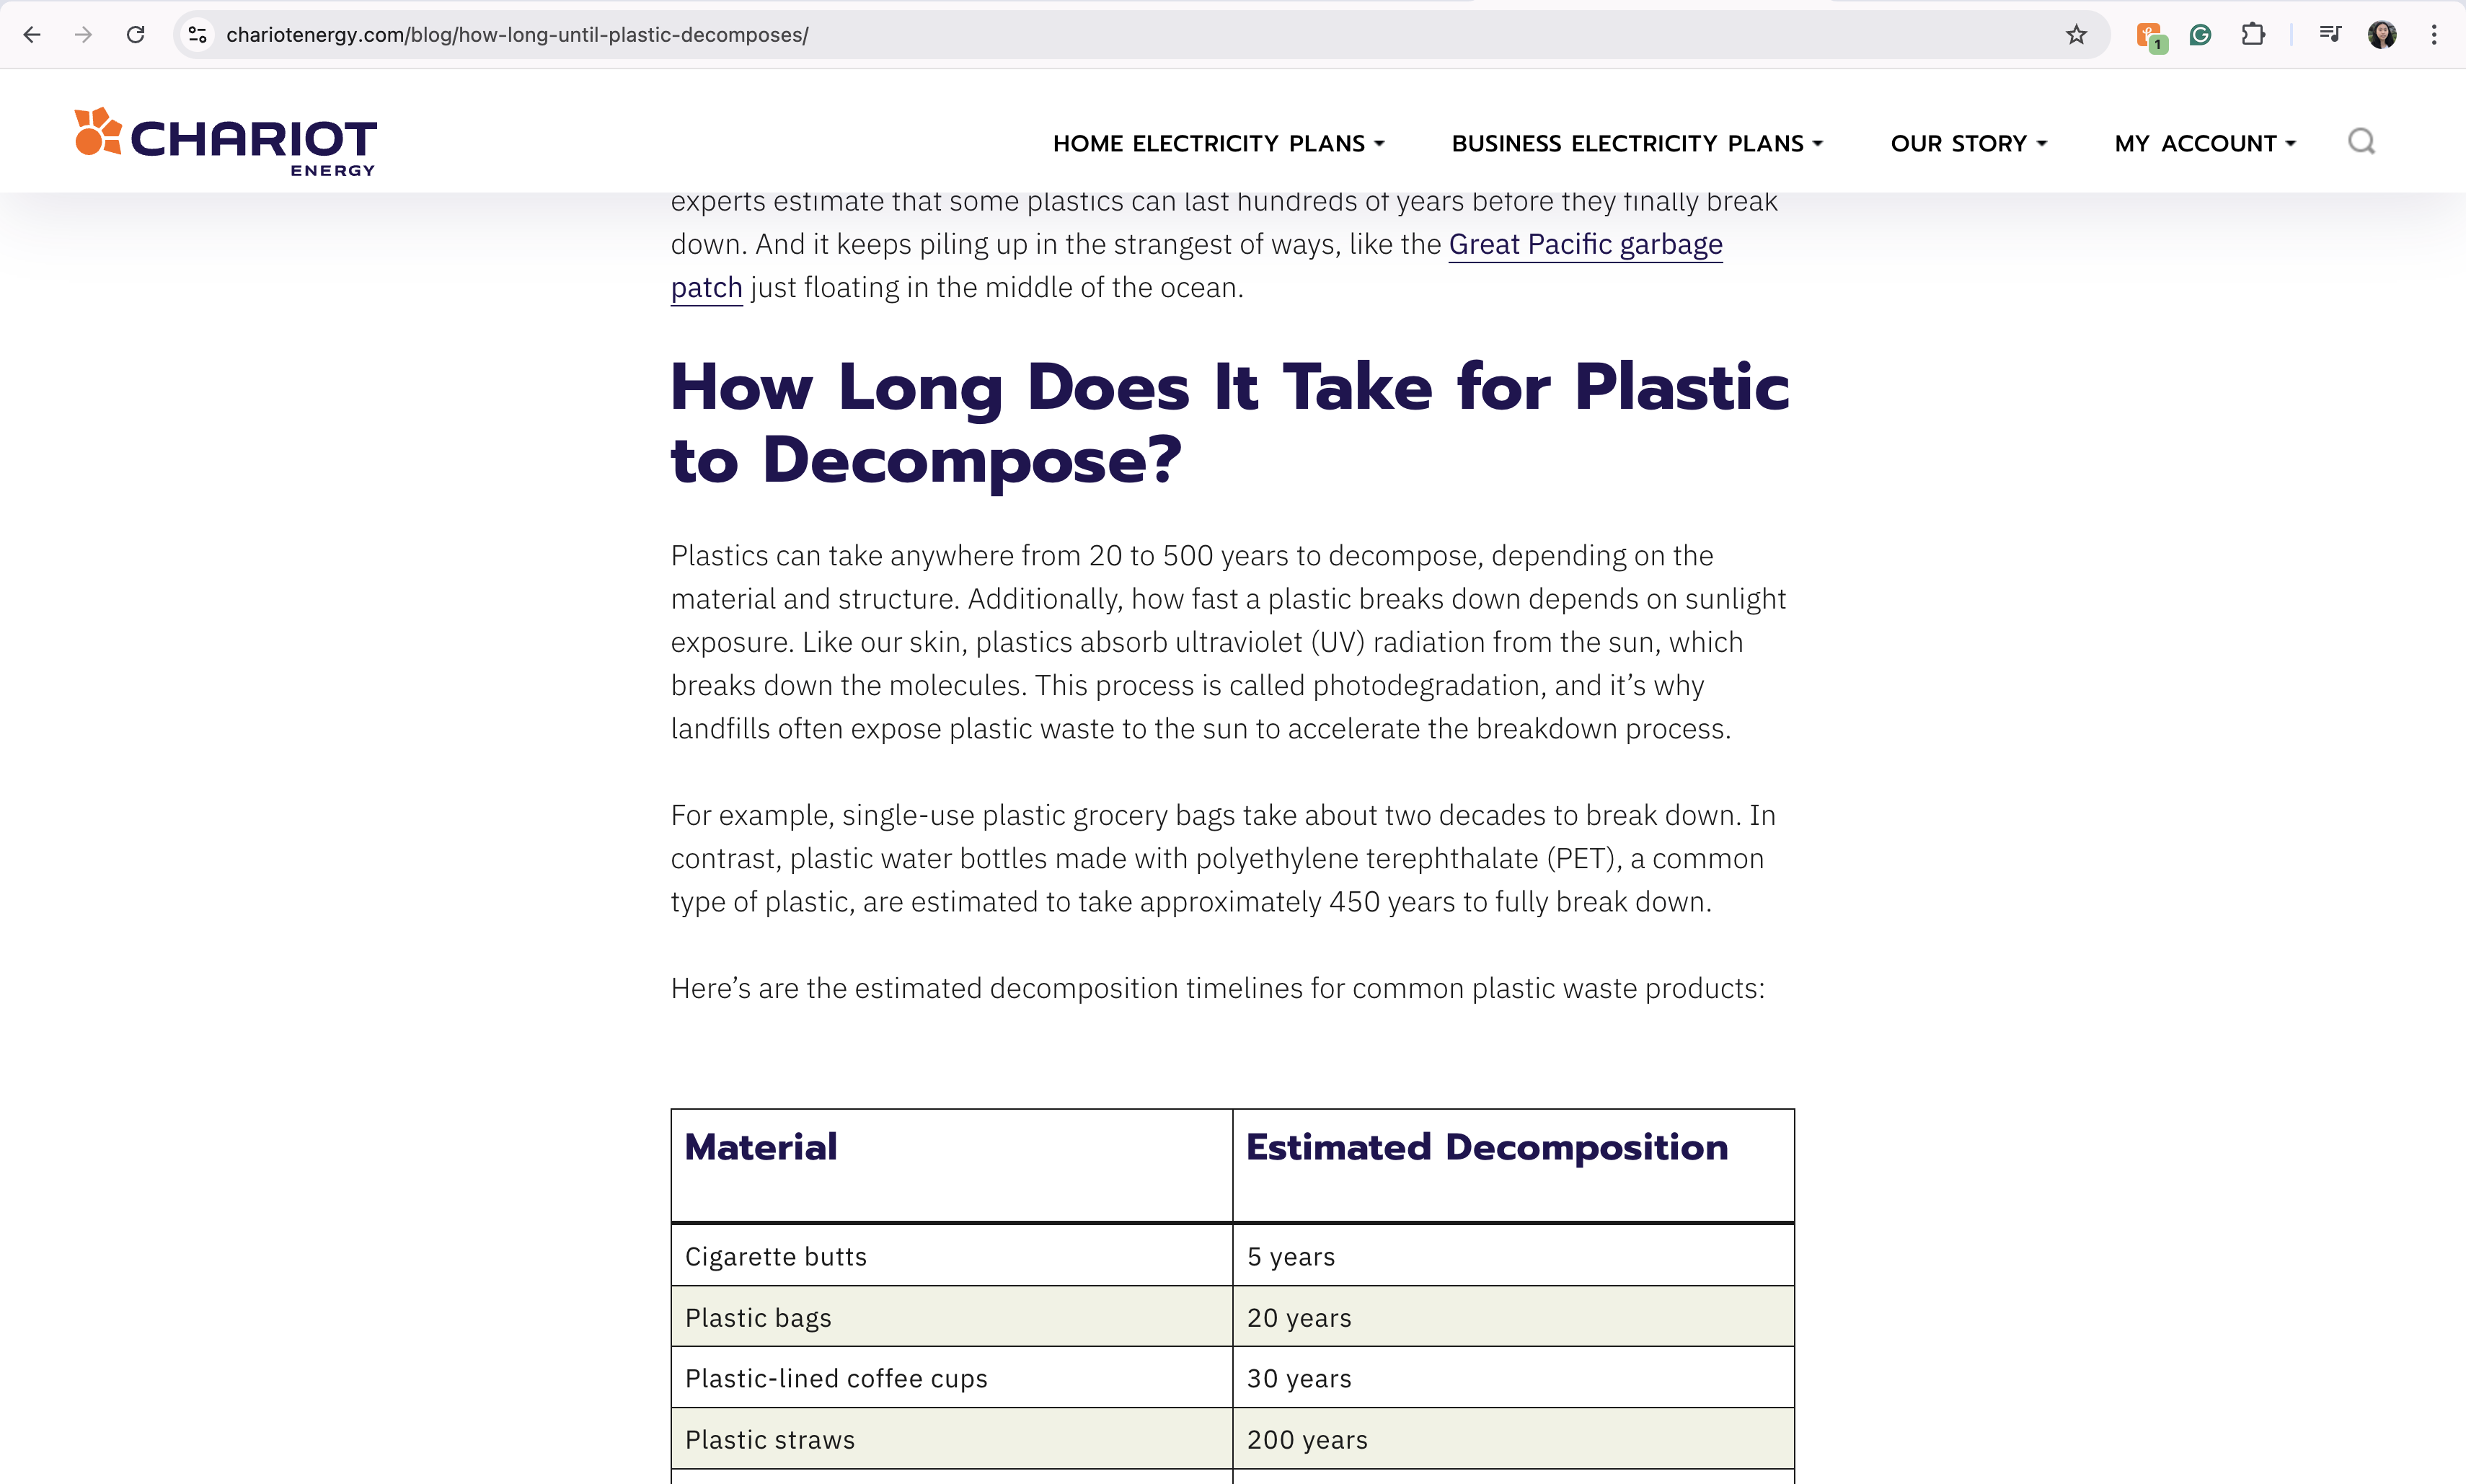 chariotenergy.com/blog/how-long-until-plastic-decomposes/
1
CHARIOT
ENERGY
HOME ELECTRICITY PLANS
BUSINESS ELECTRICITY PLANS
OUR STORY
MY ACCOUNT
experts estimate that some plastics can last hundreds of years before they finally break
down. And it keeps piling up in the strangest of ways, like the Great Pacific garbage
patch just floating in the middle of the ocean.
How Long Does It Take for Plastic
to Decompose?
Plastics can take anywhere from 20 to 500 years to decompose, depending on the
material and structure. Additionally, how fast a plastic breaks down depends on sunlight
exposure. Like our skin, plastics absorb ultraviolet (UV) radiation from the sun, which
breaks down the molecules. This process is called photodegradation, and it’s why
landfills often expose plastic waste to the sun to accelerate the breakdown process.
For example, single-use plastic grocery bags take about two decades to break down. In
contrast, plastic water bottles made with polyethylene terephthalate (PET), a common
type of plastic, are estimated to take approximately 450 years to fully break down.
Here’s are the estimated decomposition timelines for common plastic waste products:
Material Estimated Decomposition
Cigarette butts 5 years
Plastic bags 20 years
Plastic-lined coffee cups 30 years
Plastic straws 200 years